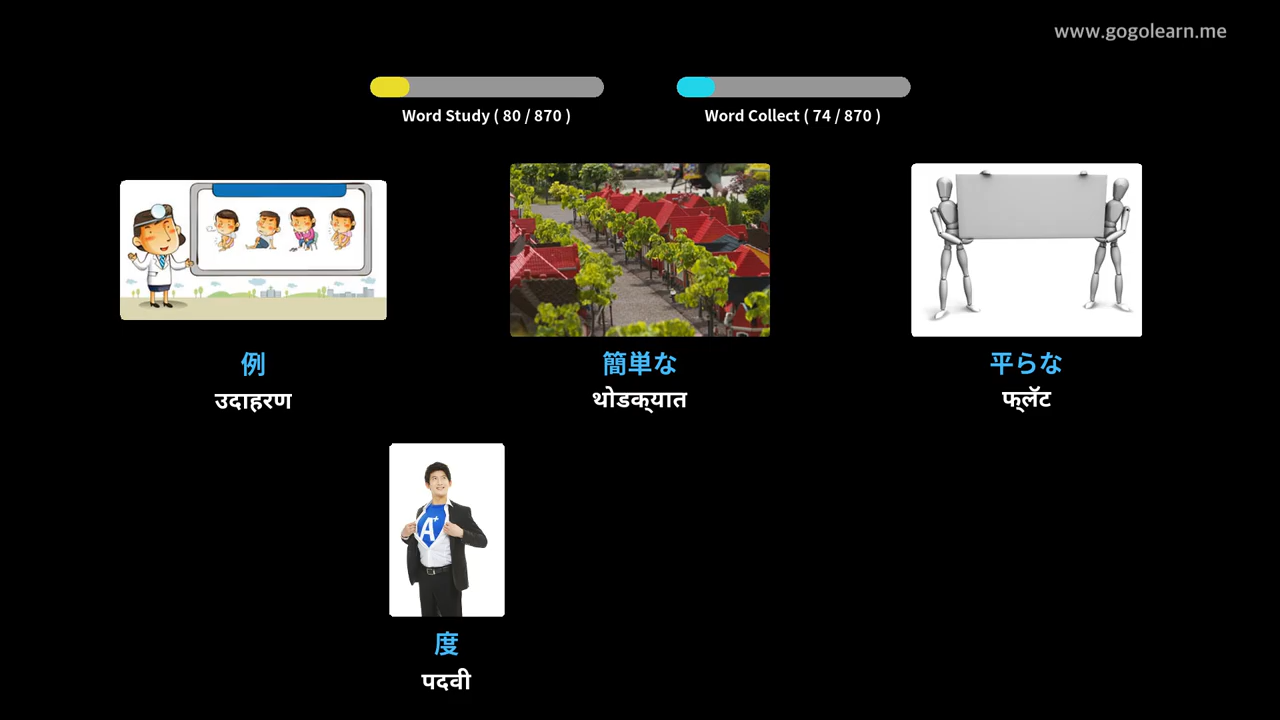 www.gogolearn.me
Word Study ( 80 / 870 )
Word Collect ( 74 / 870 )
例
उदाहरण
簡単な
थोडक्यात
平らな
फ्लॅट
A+
度
पदवी